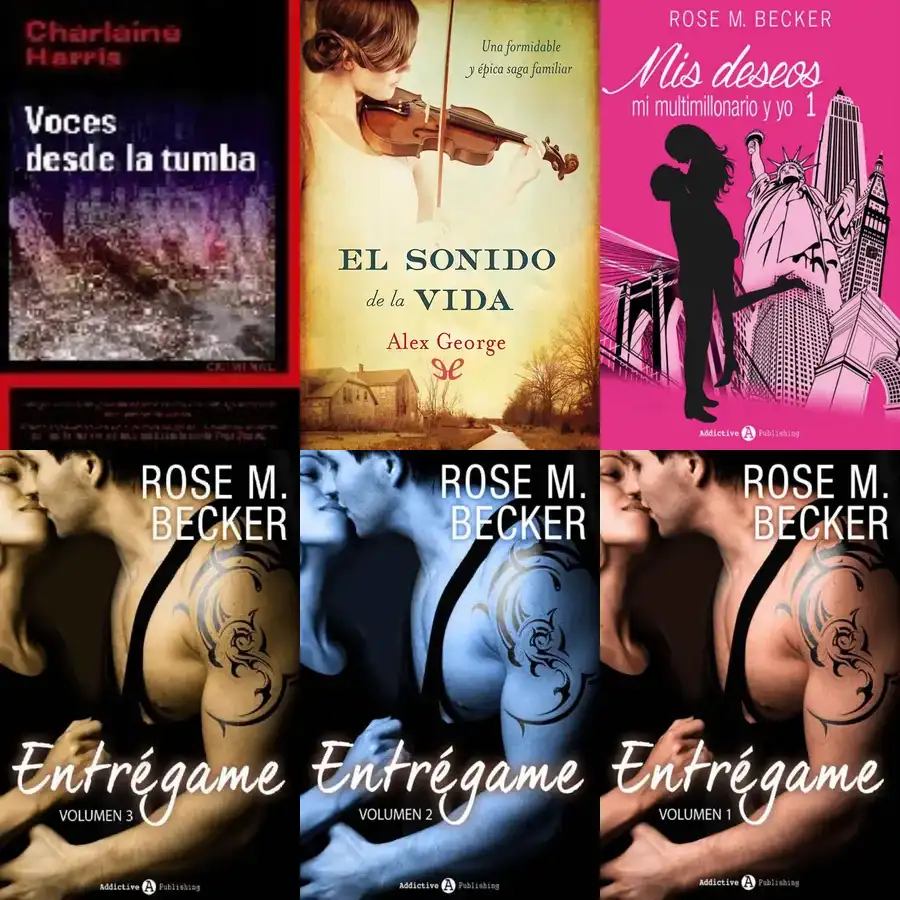 Charlaine
Harris
Voces
desde la tumba
CRIMINAL
Una formidable
y épica saga familiar
EL SONIDO
de la VIDA
Alex George
ROSE M. BECKER
Mis deseos
mi multimillonario y yo 1
Addictive A Publishing
ROSE M.
BECKER
Entrégame
VOLUMEN 3
Addictive A Publishing
ROSE M.
BECKER
Entrégame
VOLUMEN 2
Addictive A Publishing
ROSE M.
BECKER
Entrégame
VOLUMEN 1
Addictive A Publishing